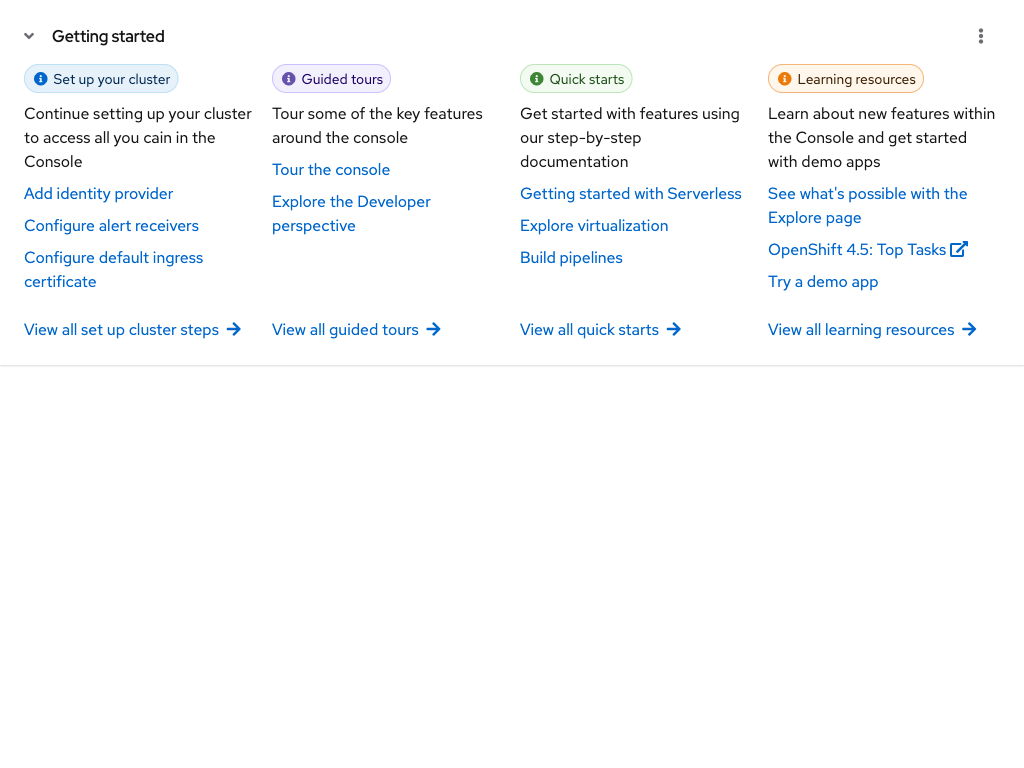 Getting started
Set up your cluster
Continue setting up your cluster
to access all you cain in the
Console
Add identity provider
Configure alert receivers
Configure default ingress
certificate
View all set up cluster steps
Guided tours
Tour some of the key features
around the console
Tour the console
Explore the Developer
perspective
View all guided tours
Quick starts
Get started with features using
our step-by-step
documentation
Getting started with Serverless
Explore virtualization
Build pipelines
View all quick starts
Learning resources
Learn about new features within
the Console and get started
with demo apps
See what's possible with the
Explore page
OpenShift 4.5: Top Tasks
Try a demo app
View all learning resources